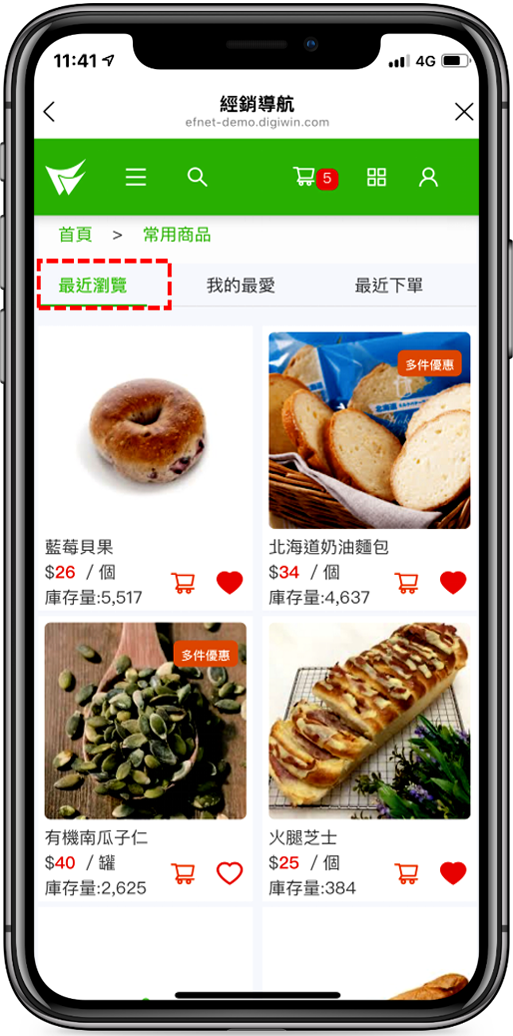 11:41
4G
經銷導航
efnet-demo.digiwin.com
5
首頁 > 常用商品
最近瀏覽 我的最愛 最近下單
多件優惠
北海道
藍莓貝果
$26 / 個
庫存量:5,517
北海道奶油麵包
$34 / 個
庫存量:4,637
多件優惠
有機南瓜子仁
$40 / 罐
庫存量:2,625
火腿芝士
$25 / 個
庫存量:384